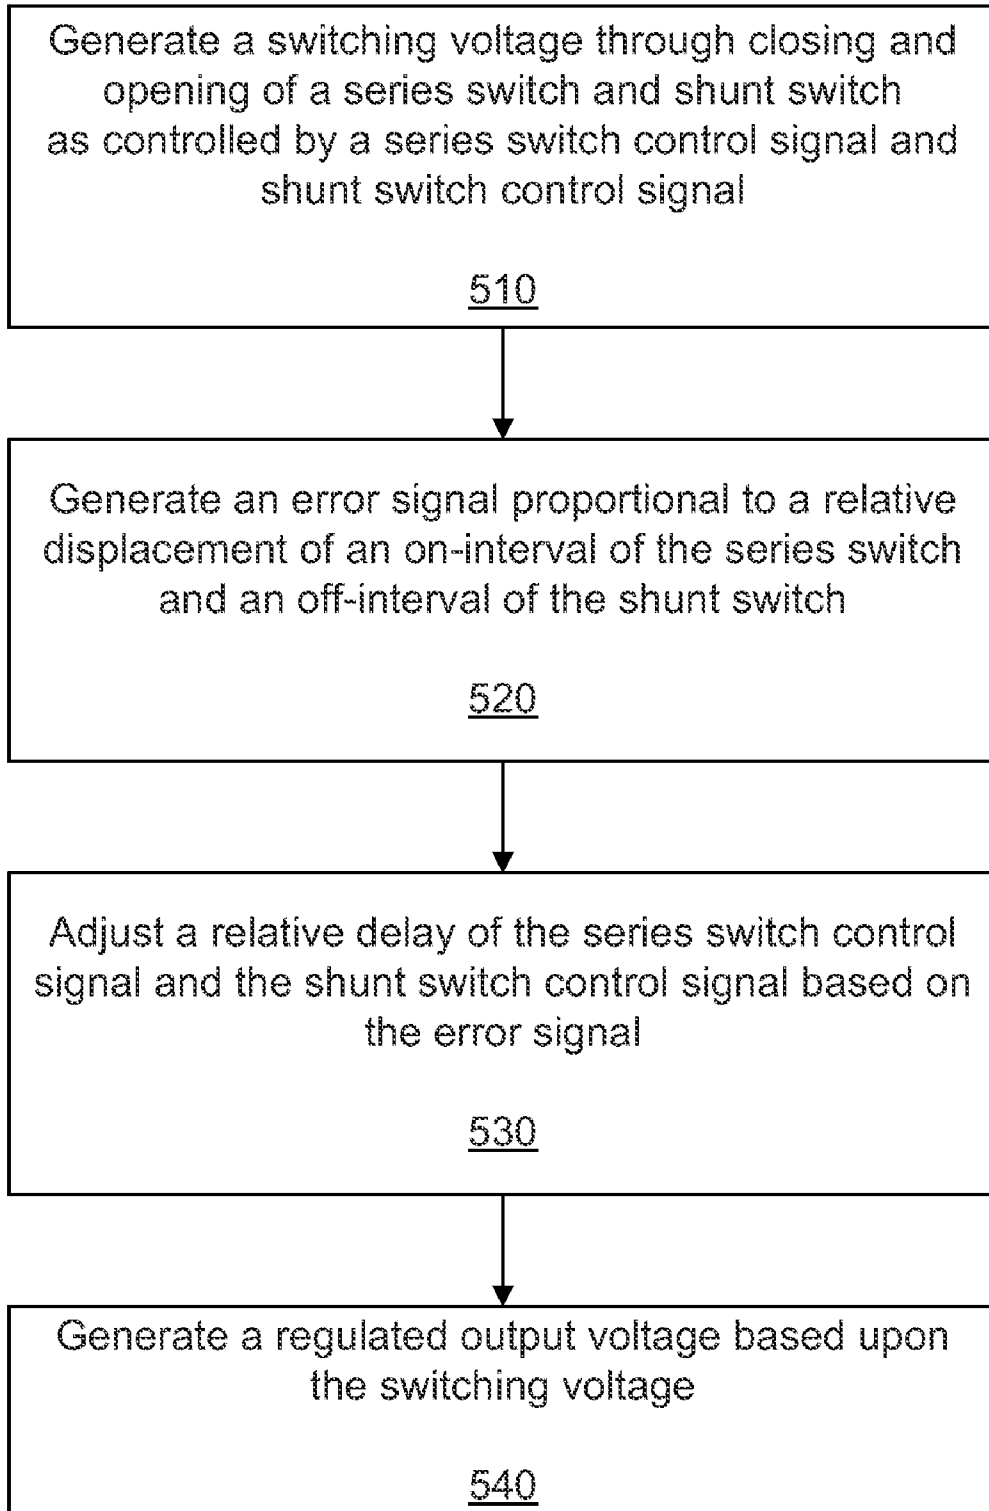 Generate a switching voltage through closing and
opening of a series switch and shunt switch
as controlled by a series switch control signal and
shunt switch control signal
510
Generate an error signal proportional to a relative
displacement of an on-interval of the series switch
and an off-interval of the shunt switch
520
Adjust a relative delay of the series switch control
signal and the shunt switch control signal based on
the error signal
530
Generate a regulated output voltage based upon
the switching voltage
540